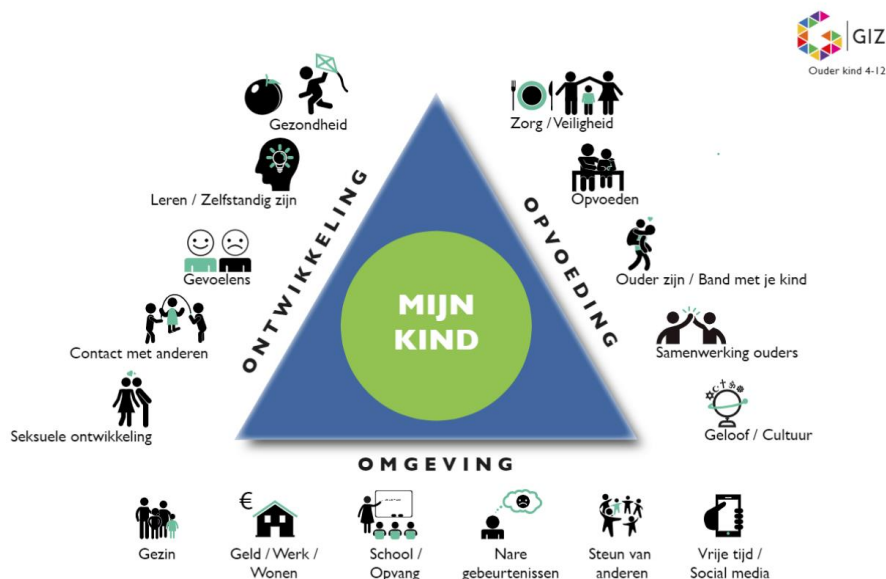 GIZ
Ouder kind 4-12
Gezondheid
Leren / Zelfstandig zijn
Gevoelens
Contact met anderen
Seksuele ontwikkeling
ONTWIKKELING
MIJN
KIND
OPVOEDING
Zorg / Veiligheid
Opvoeden
Ouder zijn / Band met je kind
Samenwerking ouders
Geloof / Cultuur
OMGEVING
€
Gezin
Geld / Werk /
Wonen
School /
Opvang
Nare
gebeurtenissen
Steun van
anderen
Vrije tijd /
Social media